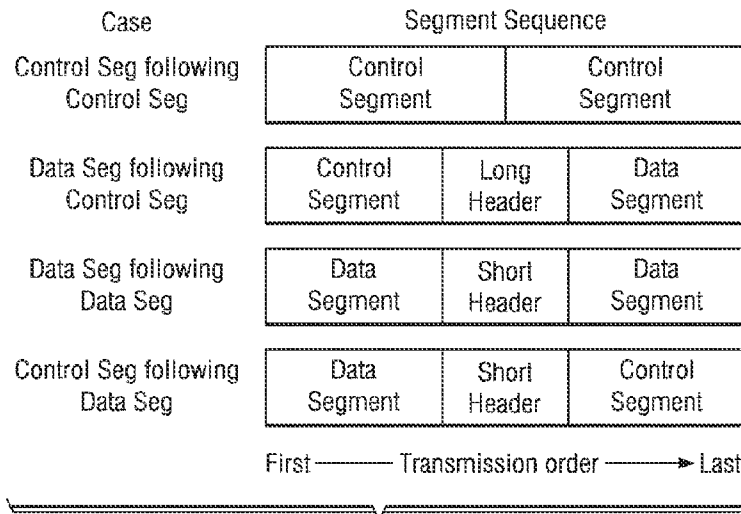 Case Segment Sequence
Control Seg following Control Seg
Control Segment Control Segment
Data Seg following Control Seg
Control Segment Long Header Data Segment
Data Seg following Data Seg
Data Segment Short Header Data Segment
Control Seg following Data Seg
Data Segment Short Header Control Segment
First Transmission order Last